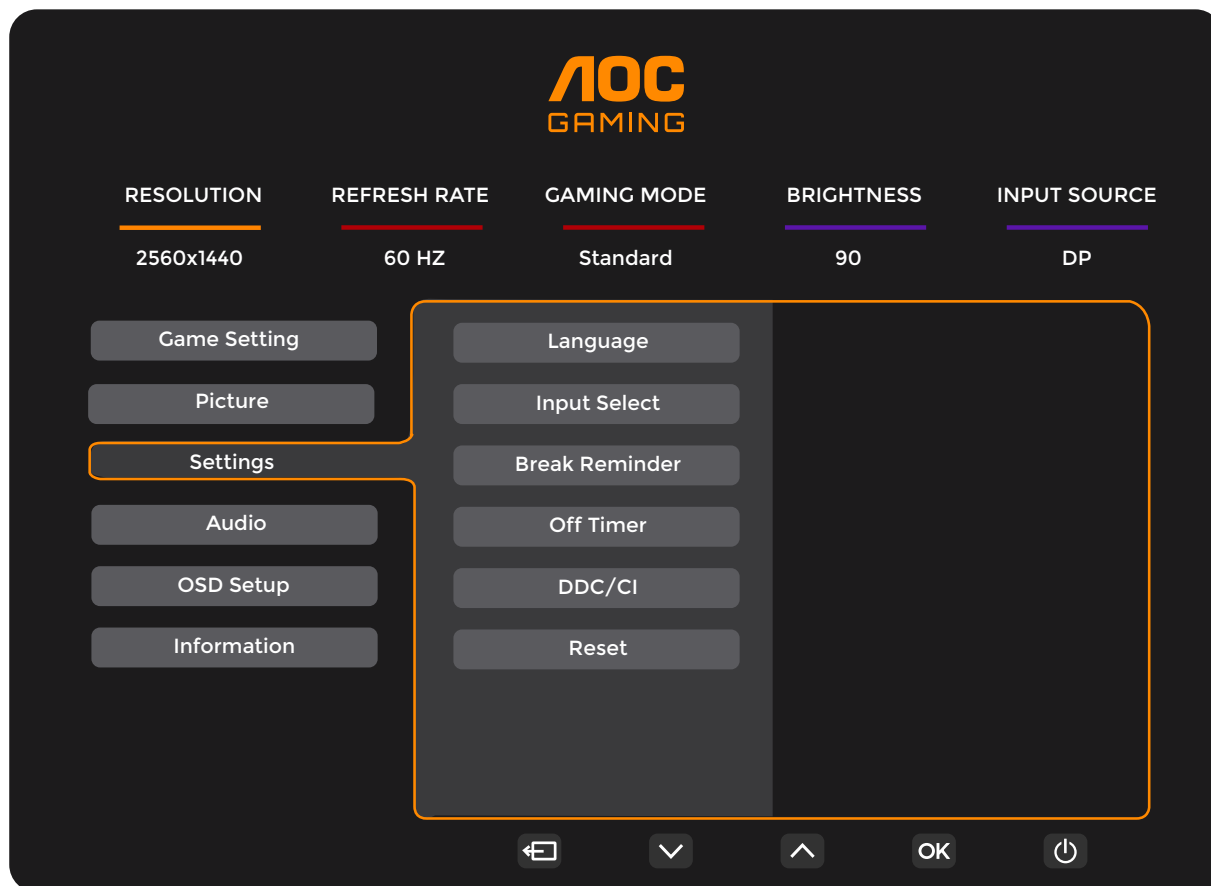 AOC
GAMING
RESOLUTION REFRESH RATE GAMING MODE BRIGHTNESS INPUT SOURCE
2560x1440 60 HZ Standard 90 DP
Game Setting
Picture
Settings
Audio
OSD Setup
Information
Language
Input Select
Break Reminder
Off Timer
DDC/CI
Reset
OK